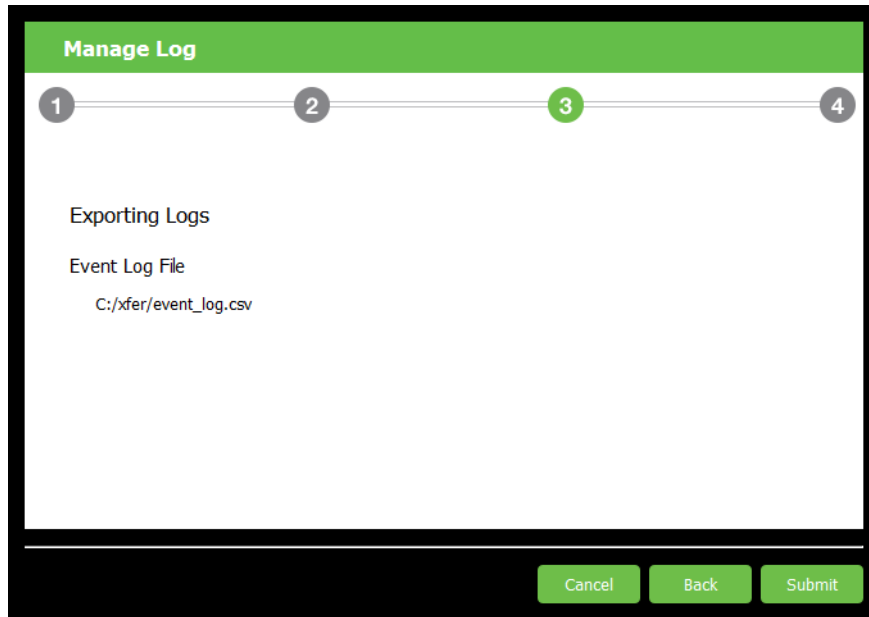 Manage Log
1 2 3 4
Exporting Logs
Event Log File
C:/xfer/event_log.csv
Cancel Back Submit